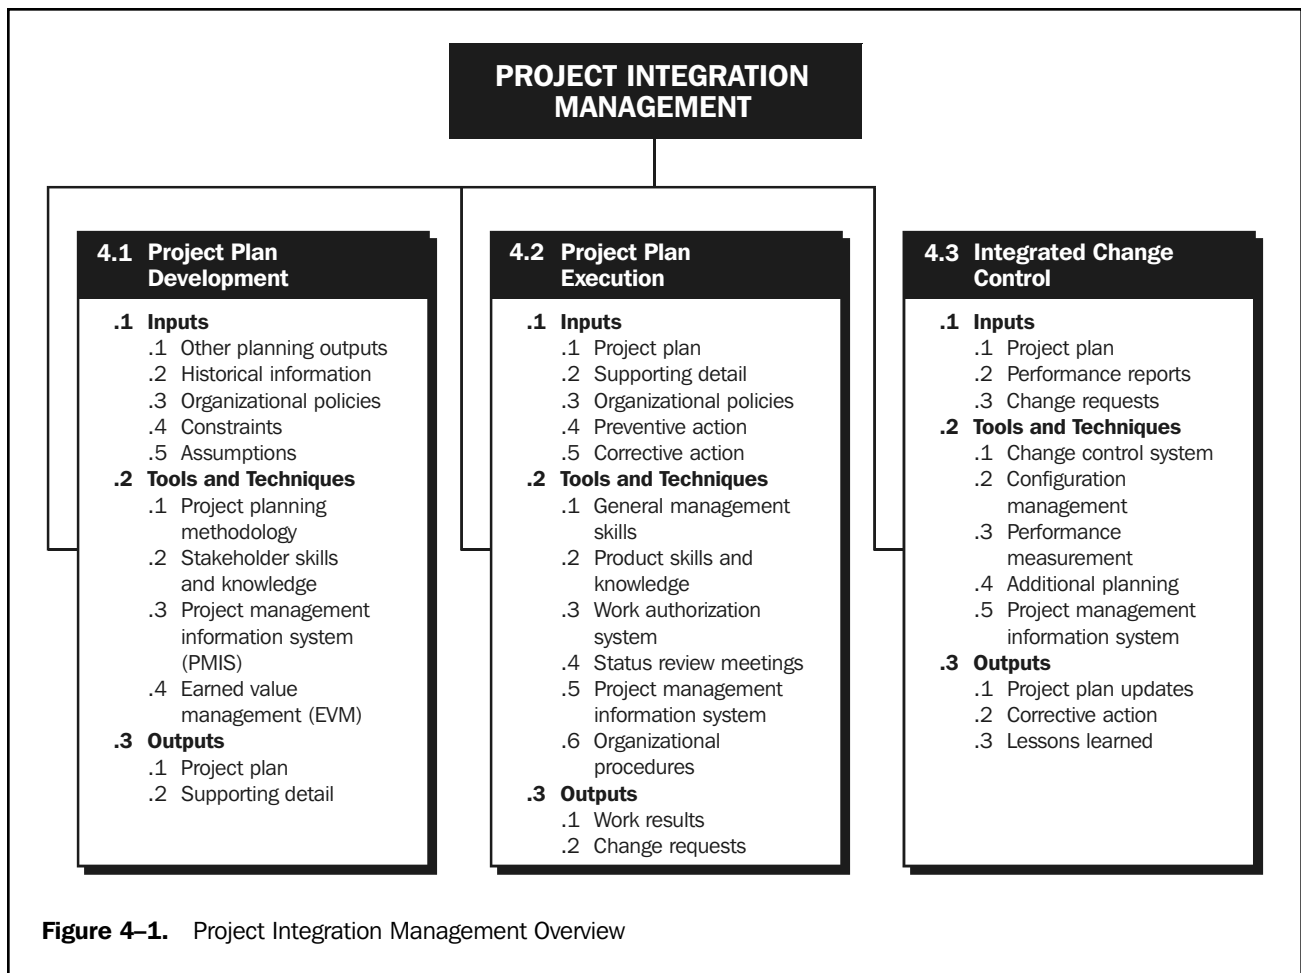 PROJECT INTEGRATION
MANAGEMENT
4.1 Project Plan
Development
.1 Inputs
.1 Other planning outputs
.2 Historical information
.3 Organizational policies
.4 Constraints
.5 Assumptions
.2 Tools and Techniques
.1 Project planning
methodology
.2 Stakeholder skills
and knowledge
.3 Project management
information system
(PMIS)
.4 Earned value
management (EVM)
.3 Outputs
.1 Project plan
.2 Supporting detail
4.2 Project Plan
Execution
.1 Inputs
.1 Project plan
.2 Supporting detail
.3 Organizational policies
.4 Preventive action
.5 Corrective action
.2 Tools and Techniques
.1 General management
skills
.2 Product skills and
knowledge
.3 Work authorization
system
.4 Status review meetings
.5 Project management
information system
.6 Organizational
procedures
.3 Outputs
.1 Work results
.2 Change requests
4.3 Integrated Change
Control
.1 Inputs
.1 Project plan
.2 Performance reports
.3 Change requests
.2 Tools and Techniques
.1 Change control system
.2 Configuration
management
.3 Performance
measurement
.4 Additional planning
.5 Project management
information system
.3 Outputs
.1 Project plan updates
.2 Corrective action
.3 Lessons learned
Figure 4–1. Project Integration Management Overview